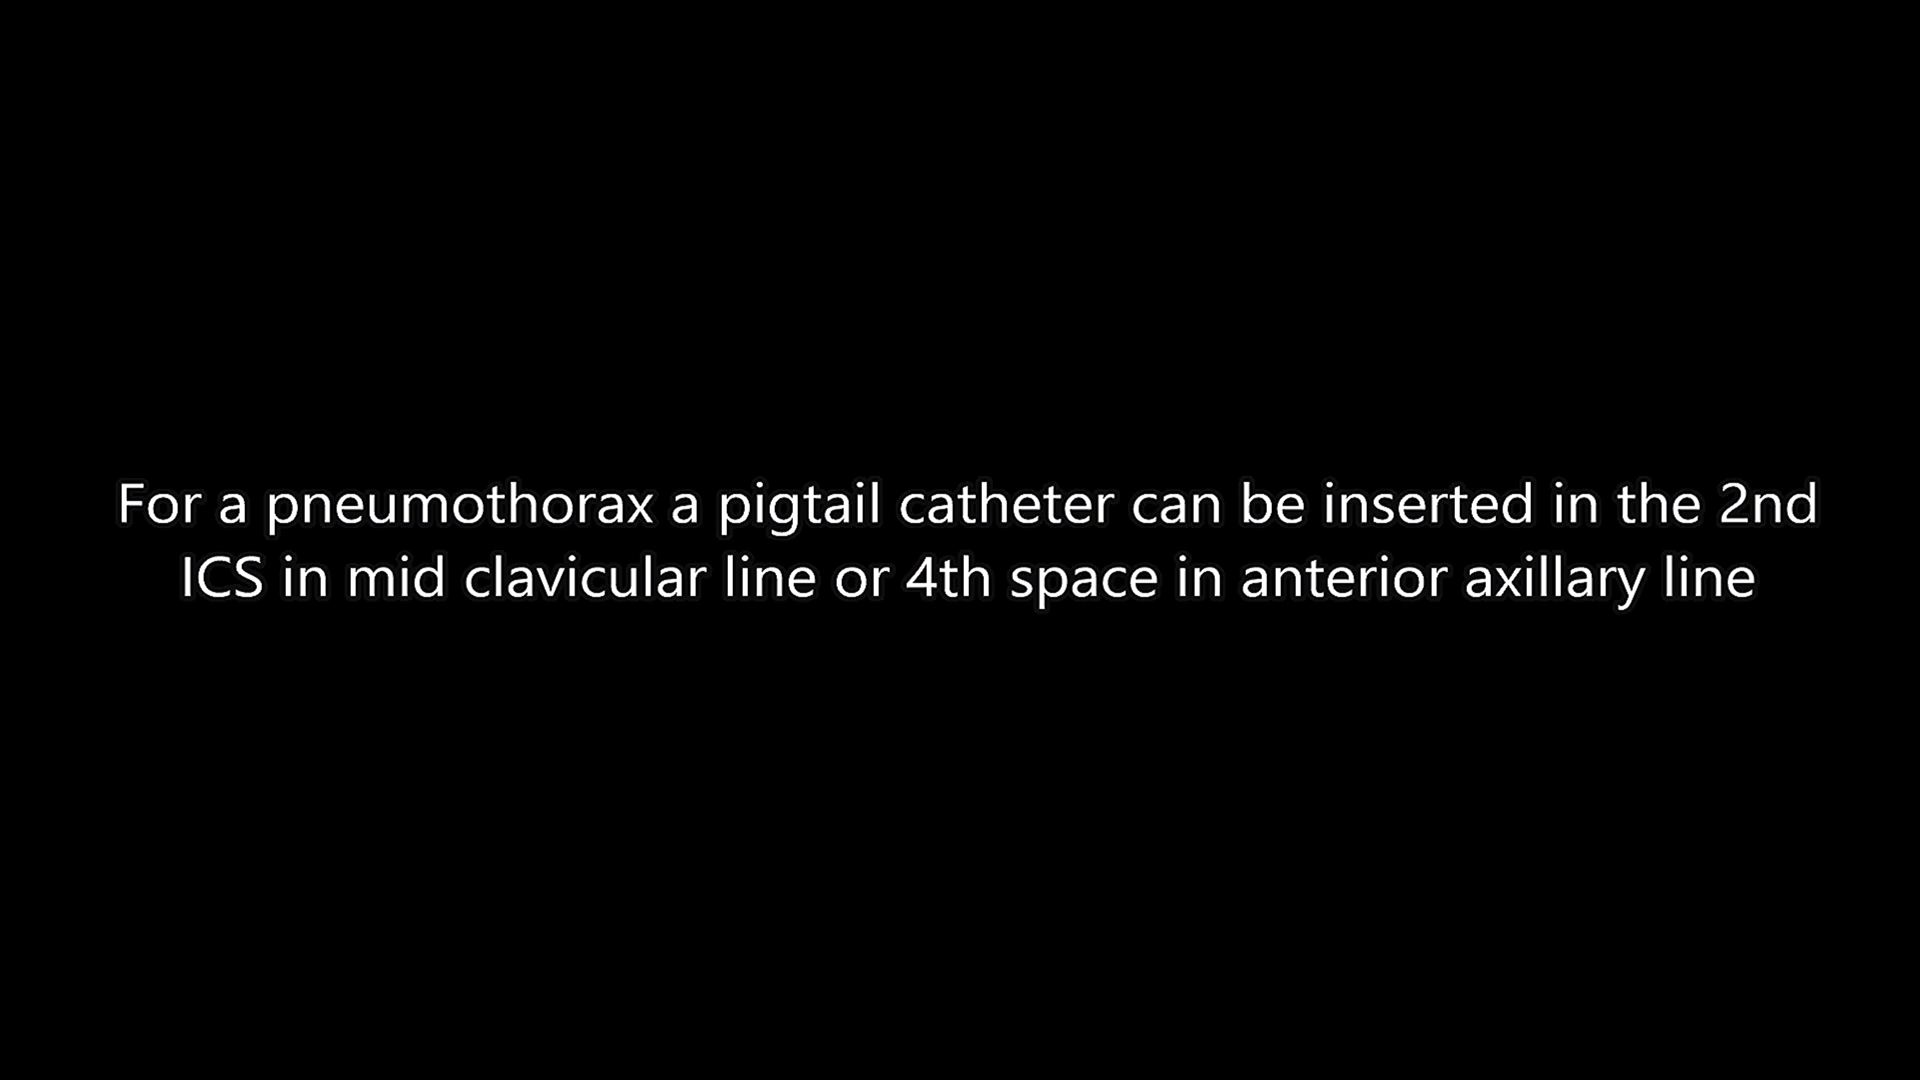 For a pneumothorax a pigtail catheter can be inserted in the 2nd
ICS in mid clavicular line or 4th space in anterior axillary line